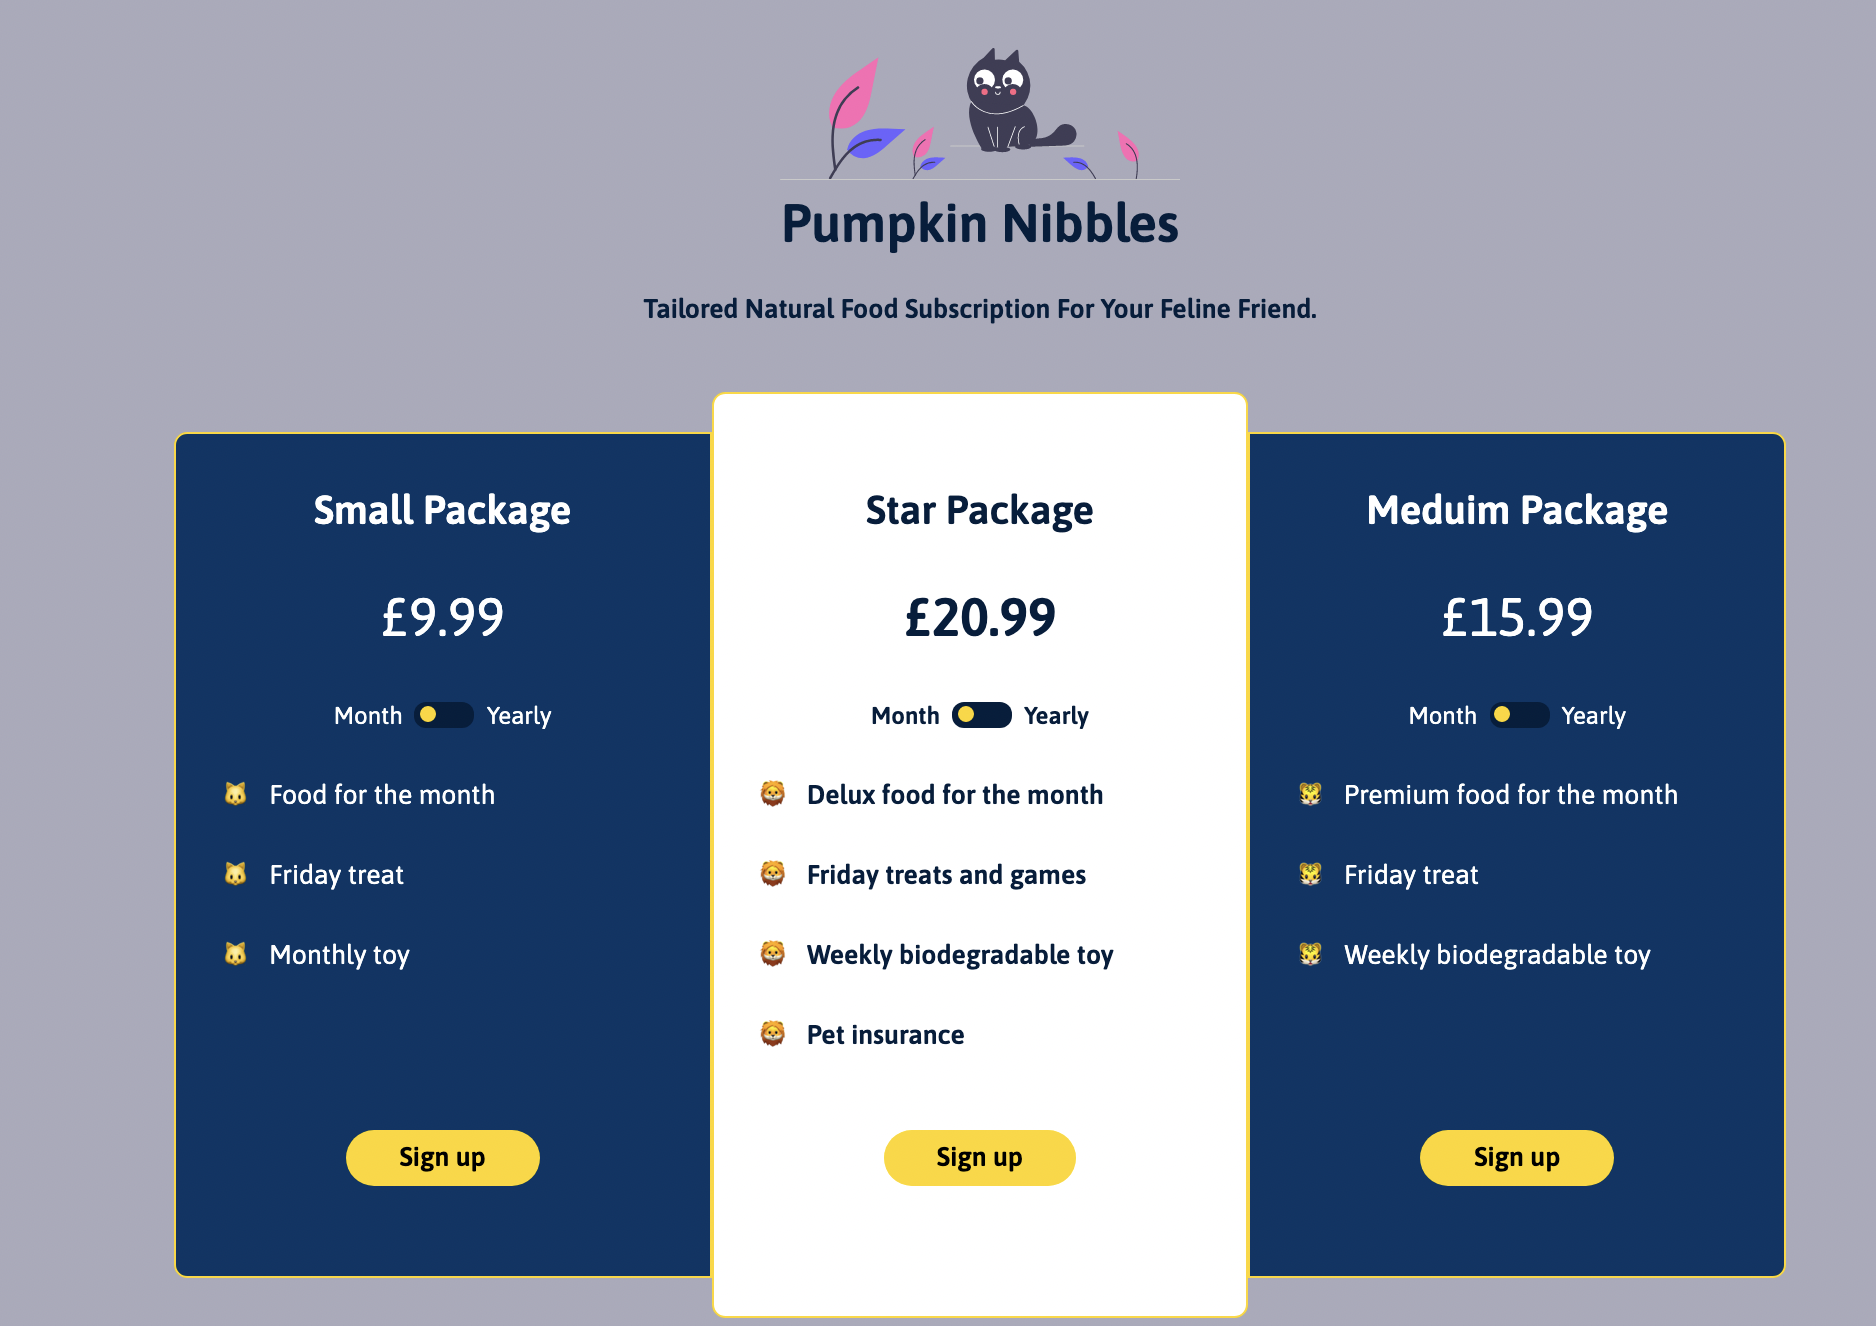 Pumpkin Nibbles
Tailored Natural Food Subscription For Your Feline Friend.
Small Package
£9.99
Month Yearly
Food for the month
Friday treat
Monthly toy
Sign up
Star Package
£20.99
Month Yearly
Delux food for the month
Friday treats and games
Weekly biodegradable toy
Pet insurance
Sign up
Meduim Package
£15.99
Month Yearly
Premium food for the month
Friday treat
Weekly biodegradable toy
Sign up